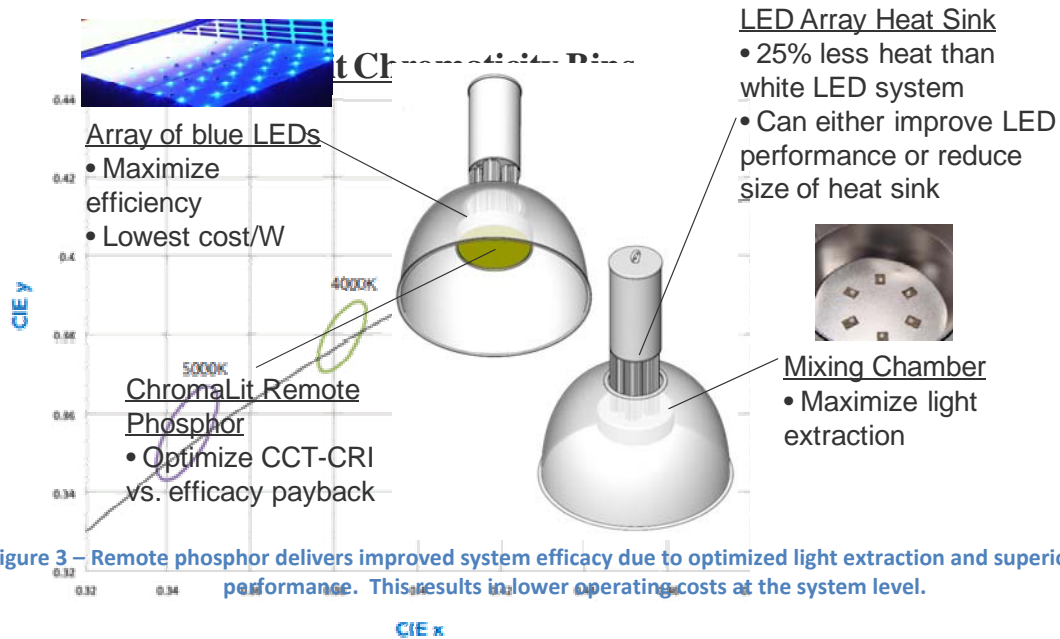 LED Array Heat Sink
• 25% less heat than
white LED system
• Can either improve LED
performance or reduce
size of heat sink
0.44
Array of blue LEDs
• Maximize
efficiency
• Lowest cost/W
0.42
0.4
CIE y
4000K
5000K
ChromaLit Remote
Phosphor
• Optimize CCT-CRI
vs. efficacy payback
0.34
Mixing Chamber
• Maximize light
extraction
igure 3 – Remote phosphor delivers improved system efficacy due to optimized light extraction and superio
performance. This results in lower operating costs at the system level.
0.32
0.32
0.34
CIE x